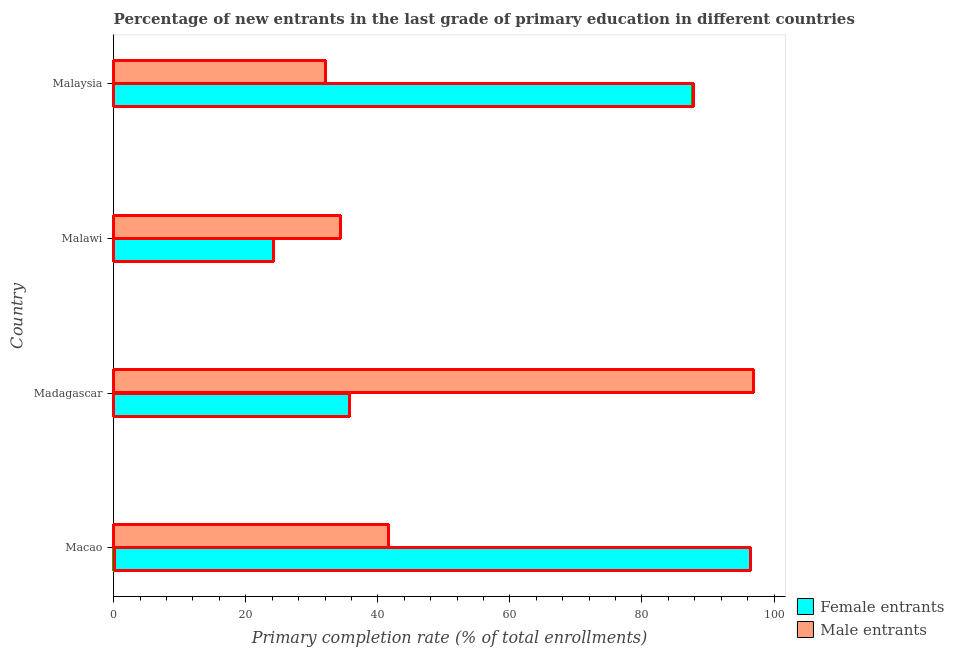 Percentage of new entrants in the last grade of primary education in different countries
Malaysia
Malawi
Madagascar
Macao
Country
0
20
40
60
80
100
Primary completion rate (% of total enrollments)
Female entrants
Male entrants